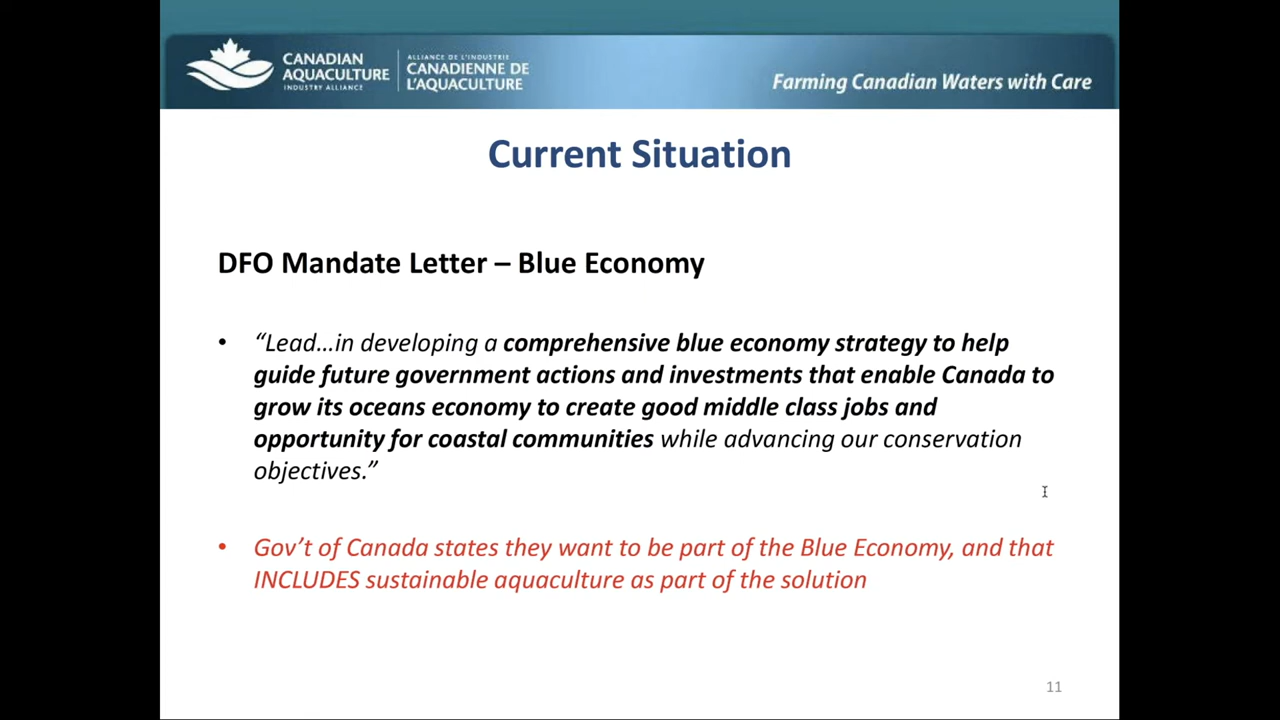 CANADIAN
AQUACULTURE
INDUSTRY ALLIANCE
ALLIANCE DE L'INDUSTRIE
CANADIENNE DE
L'AQUACULTURE
Farming Canadian Waters with Care
Current Situation
DFO Mandate Letter – Blue Economy
• “Lead…in developing a comprehensive blue economy strategy to help
guide future government actions and investments that enable Canada to
grow its oceans economy to create good middle class jobs and
opportunity for coastal communities while advancing our conservation
objectives.”
• Gov’t of Canada states they want to be part of the Blue Economy, and that
INCLUDES sustainable aquaculture as part of the solution
11